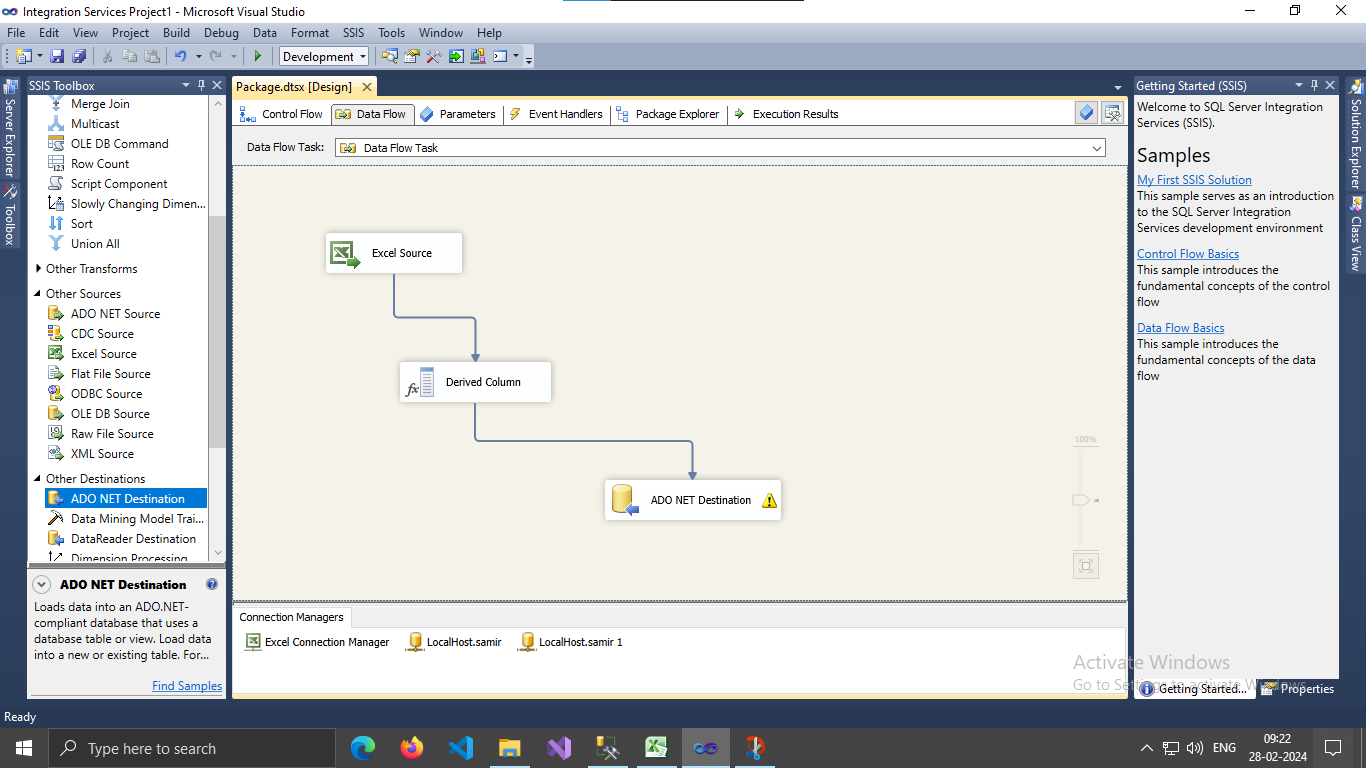 Integration Services Project1 - Microsoft Visual Studio
File Edit View Project Build Debug Data Format SSIS Tools Window Help
Development
Server Explorer
Toolbox
SSIS Toolbox
Merge Join
Multicast
OLE DB Command
Row Count
Script Component
Slowly Changing Dimen...
Sort
Union All
Other Transforms
Other Sources
ADO NET Source
CDC Source
Excel Source
Flat File Source
ODBC Source
OLE DB Source
Raw File Source
XML Source
Other Destinations
ADO NET Destination
Data Mining Model Trai...
DataReader Destination
Dimension Processing
ADO NET Destination
Loads data into an ADO.NET-
compliant database that uses a
database table or view. Load data
into a new or existing table. For...
Find Samples
Package.dtsx [Design]
Control Flow Data Flow Parameters Event Handlers Package Explorer Execution Results
Data Flow Task: Data Flow Task
Excel Source
fx Derived Column
ADO NET Destination
100%
Connection Managers
Excel Connection Manager LocalHost.samir LocalHost.samir 1
Getting Started (SSIS)
Welcome to SQL Server Integration
Services (SSIS).
Samples
My First SSIS Solution
This sample serves as an introduction
to the SQL Server Integration
Services development environment
Control Flow Basics
This sample introduces the
fundamental concepts of the control
flow
Data Flow Basics
This sample introduces the
fundamental concepts of the data
flow
Solution Explorer
Class View
Activate Windows
Go to Settings to activate Windows.
Getting Started... Properties
Ready
Type here to search
ENG
09:22
28-02-2024